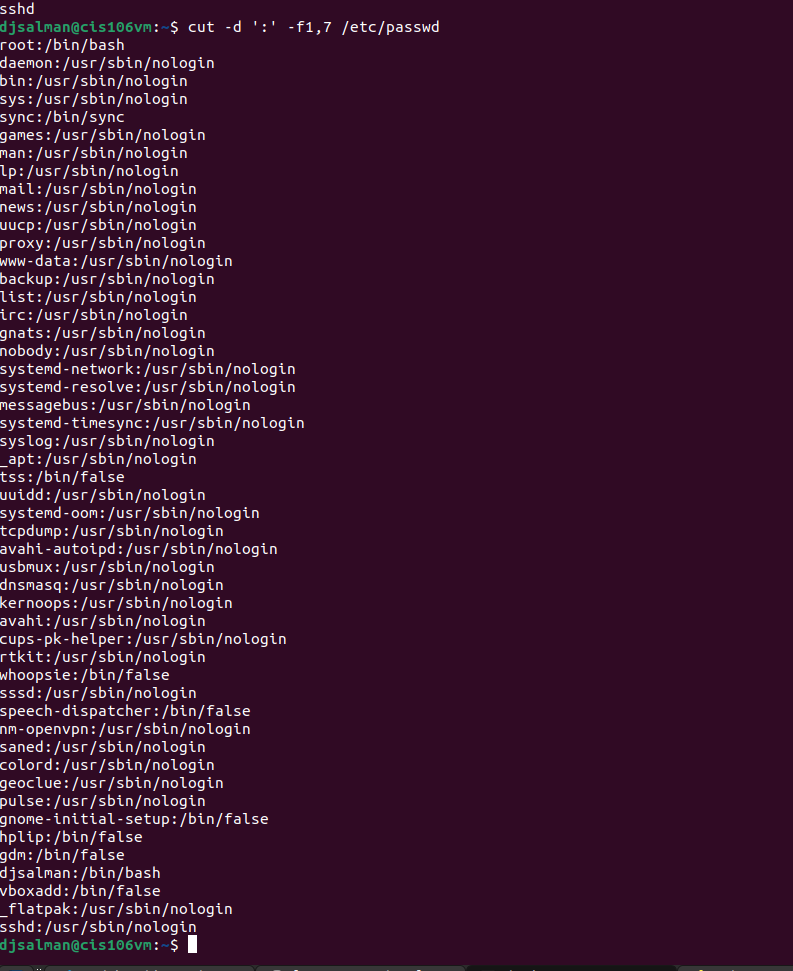 sshd
djsalman@cis106vm:~$ cut -d ':' -f1,7 /etc/passwd
root:/bin/bash
daemon:/usr/sbin/nologin
bin:/usr/sbin/nologin
sys:/usr/sbin/nologin
sync:/bin/sync
games:/usr/sbin/nologin
man:/usr/sbin/nologin
lp:/usr/sbin/nologin
mail:/usr/sbin/nologin
news:/usr/sbin/nologin
uucp:/usr/sbin/nologin
proxy:/usr/sbin/nologin
www-data:/usr/sbin/nologin
backup:/usr/sbin/nologin
list:/usr/sbin/nologin
irc:/usr/sbin/nologin
gnats:/usr/sbin/nologin
nobody:/usr/sbin/nologin
systemd-network:/usr/sbin/nologin
systemd-resolve:/usr/sbin/nologin
messagebus:/usr/sbin/nologin
systemd-timesync:/usr/sbin/nologin
syslog:/usr/sbin/nologin
_apt:/usr/sbin/nologin
tss:/bin/false
uuidd:/usr/sbin/nologin
systemd-oom:/usr/sbin/nologin
tcpdump:/usr/sbin/nologin
avahi-autoipd:/usr/sbin/nologin
usbmux:/usr/sbin/nologin
dnsmasq:/usr/sbin/nologin
kernoops:/usr/sbin/nologin
avahi:/usr/sbin/nologin
cups-pk-helper:/usr/sbin/nologin
rtkit:/usr/sbin/nologin
whoopsie:/bin/false
sssd:/usr/sbin/nologin
speech-dispatcher:/bin/false
nm-openvpn:/usr/sbin/nologin
saned:/usr/sbin/nologin
colord:/usr/sbin/nologin
geoclue:/usr/sbin/nologin
pulse:/usr/sbin/nologin
gnome-initial-setup:/bin/false
hplip:/bin/false
gdm:/bin/false
djsalman:/bin/bash
vboxadd:/bin/false
_flatpak:/usr/sbin/nologin
sshd:/usr/sbin/nologin
djsalman@cis106vm:~$